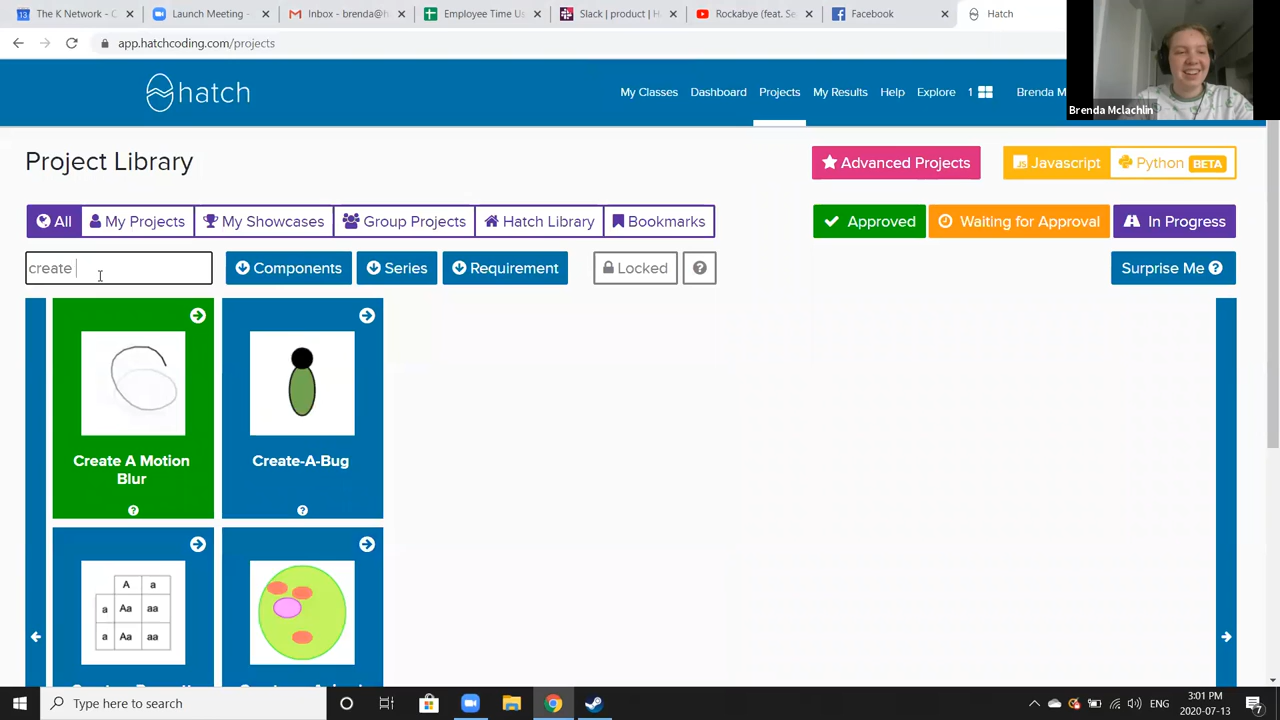 The K Network - C
Launch Meeting -
Inbox - brenda@h
Employee Time Us
Slack | product | H
Rockabye (feat. Se
Facebook
Hatch
app.hatchcoding.com/projects
hatch
My Classes
Dashboard
Projects
My Results
Help
Explore
1
Brenda M
Brenda Mclachlin
Project Library
Advanced Projects
JS Javascript
Python BETA
All
My Projects
My Showcases
Group Projects
Hatch Library
Bookmarks
Approved
Waiting for Approval
In Progress
create
Components
Series
Requirement
Locked
?
Surprise Me ?
Create A Motion
Blur
?
Create-A-Bug
?
A a
a Aa aa
a Aa aa
Type here to search
ENG
3:01 PM
2020-07-13
7